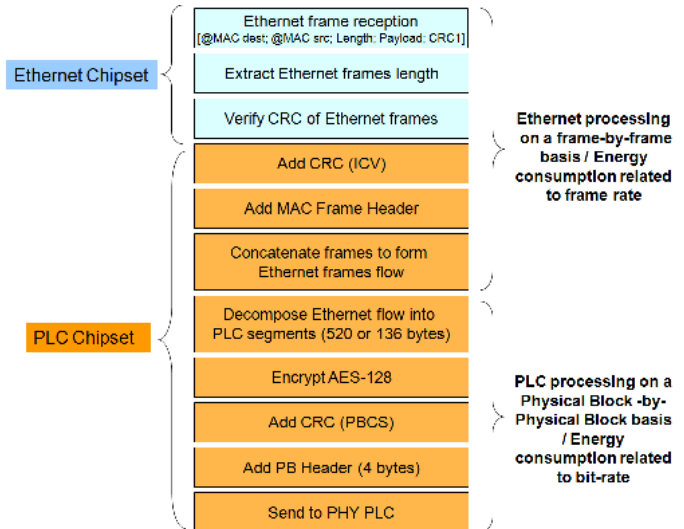 Ethernet frame reception
[@MAC dest; @MAC src; Length; Payload; CRC1]
Ethernet Chipset
Extract Ethernet frames length
Verify CRC of Ethernet frames
Ethernet processing
on a frame-by-frame
basis / Energy
consumption related
to frame rate
Add CRC (ICV)
Add MAC Frame Header
Concatenate frames to form
Ethernet frames flow
PLC Chipset
Decompose Ethernet flow into
PLC segments (520 or 136 bytes)
Encrypt AES-128
Add CRC (PBCS)
Add PB Header (4 bytes)
Send to PHY PLC
PLC processing on a
Physical Block -by-
Physical Block basis
/ Energy
consumption related
to bit-rate